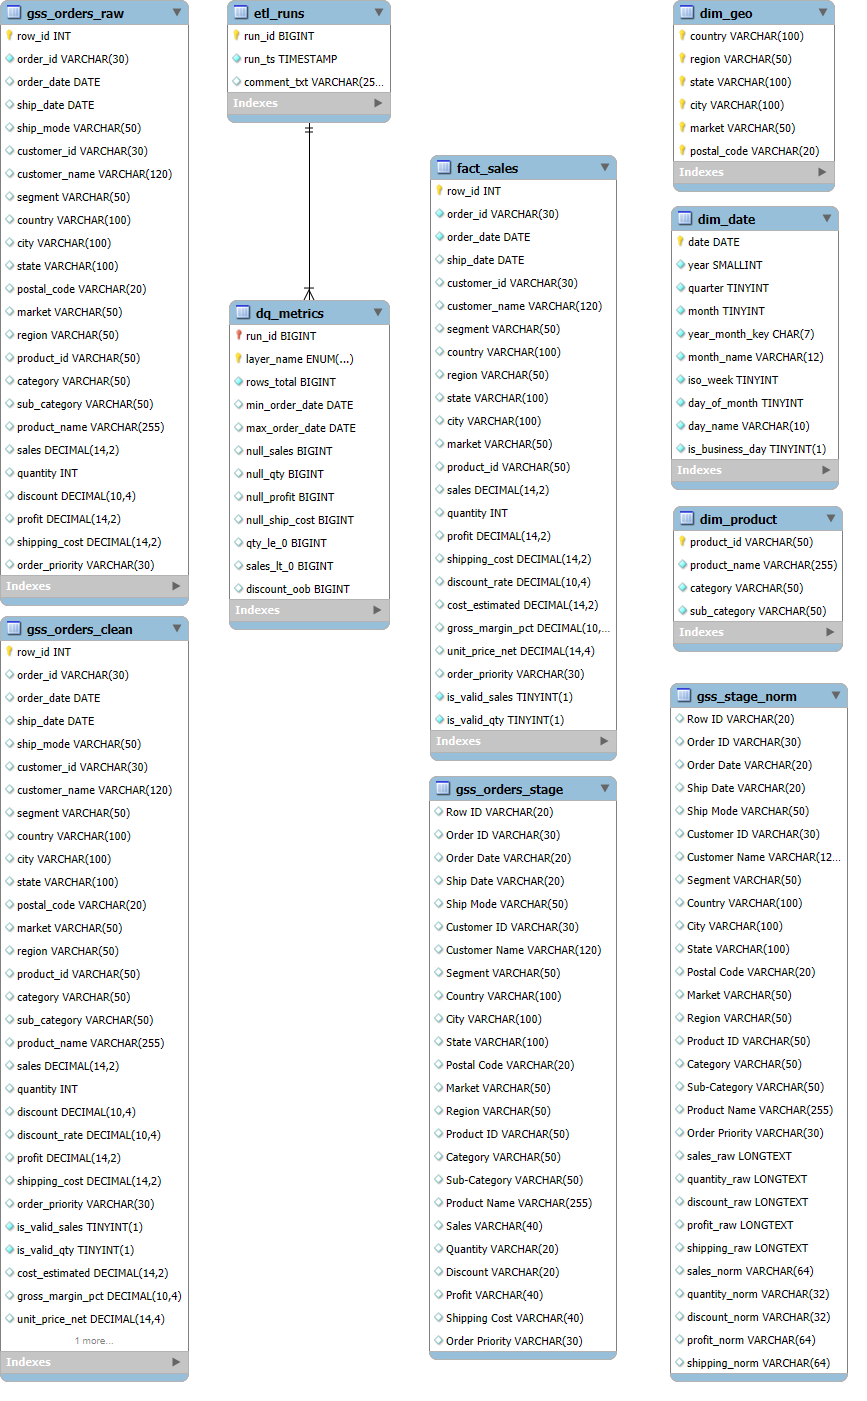 gss_orders_raw
row_id INT
order_id VARCHAR(30)
order_date DATE
ship_date DATE
ship_mode VARCHAR(50)
customer_id VARCHAR(30)
customer_name VARCHAR(120)
segment VARCHAR(50)
country VARCHAR(100)
city VARCHAR(100)
state VARCHAR(100)
postal_code VARCHAR(20)
market VARCHAR(50)
region VARCHAR(50)
product_id VARCHAR(50)
category VARCHAR(50)
sub_category VARCHAR(50)
product_name VARCHAR(255)
sales DECIMAL(14,2)
quantity INT
discount DECIMAL(10,4)
profit DECIMAL(14,2)
shipping_cost DECIMAL(14,2)
order_priority VARCHAR(30)
Indexes
gss_orders_clean
row_id INT
order_id VARCHAR(30)
order_date DATE
ship_date DATE
ship_mode VARCHAR(50)
customer_id VARCHAR(30)
customer_name VARCHAR(120)
segment VARCHAR(50)
country VARCHAR(100)
city VARCHAR(100)
state VARCHAR(100)
postal_code VARCHAR(20)
market VARCHAR(50)
region VARCHAR(50)
product_id VARCHAR(50)
category VARCHAR(50)
sub_category VARCHAR(50)
product_name VARCHAR(255)
sales DECIMAL(14,2)
quantity INT
discount DECIMAL(10,4)
discount_rate DECIMAL(10,4)
profit DECIMAL(14,2)
shipping_cost DECIMAL(14,2)
order_priority VARCHAR(30)
is_valid_sales TINYINT(1)
is_valid_qty TINYINT(1)
cost_estimated DECIMAL(14,2)
gross_margin_pct DECIMAL(10,4)
unit_price_net DECIMAL(14,4)
1 more...
Indexes
etl_runs
run_id BIGINT
run_ts TIMESTAMP
comment_txt VARCHAR(25...
Indexes
dq_metrics
run_id BIGINT
layer_name ENUM(...)
rows_total BIGINT
min_order_date DATE
max_order_date DATE
null_sales BIGINT
null_qty BIGINT
null_profit BIGINT
null_ship_cost BIGINT
qty_le_0 BIGINT
sales_lt_0 BIGINT
discount_oob BIGINT
Indexes
fact_sales
row_id INT
order_id VARCHAR(30)
order_date DATE
ship_date DATE
customer_id VARCHAR(30)
customer_name VARCHAR(120)
segment VARCHAR(50)
country VARCHAR(100)
region VARCHAR(50)
state VARCHAR(100)
city VARCHAR(100)
market VARCHAR(50)
product_id VARCHAR(50)
sales DECIMAL(14,2)
quantity INT
profit DECIMAL(14,2)
shipping_cost DECIMAL(14,2)
discount_rate DECIMAL(10,4)
cost_estimated DECIMAL(14,2)
gross_margin_pct DECIMAL(10,...
unit_price_net DECIMAL(14,4)
order_priority VARCHAR(30)
is_valid_sales TINYINT(1)
is_valid_qty TINYINT(1)
Indexes
gss_orders_stage
Row ID VARCHAR(20)
Order ID VARCHAR(30)
Order Date VARCHAR(20)
Ship Date VARCHAR(20)
Ship Mode VARCHAR(50)
Customer ID VARCHAR(30)
Customer Name VARCHAR(120)
Segment VARCHAR(50)
Country VARCHAR(100)
City VARCHAR(100)
State VARCHAR(100)
Postal Code VARCHAR(20)
Market VARCHAR(50)
Region VARCHAR(50)
Product ID VARCHAR(50)
Category VARCHAR(50)
Sub-Category VARCHAR(50)
Product Name VARCHAR(255)
Sales VARCHAR(40)
Quantity VARCHAR(20)
Discount VARCHAR(20)
Profit VARCHAR(40)
Shipping Cost VARCHAR(40)
Order Priority VARCHAR(30)
dim_geo
country VARCHAR(100)
region VARCHAR(50)
state VARCHAR(100)
city VARCHAR(100)
market VARCHAR(50)
postal_code VARCHAR(20)
Indexes
dim_date
date DATE
year SMALLINT
quarter TINYINT
month TINYINT
year_month_key CHAR(7)
month_name VARCHAR(12)
iso_week TINYINT
day_of_month TINYINT
day_name VARCHAR(10)
is_business_day TINYINT(1)
Indexes
dim_product
product_id VARCHAR(50)
product_name VARCHAR(255)
category VARCHAR(50)
sub_category VARCHAR(50)
Indexes
gss_stage_norm
Row ID VARCHAR(20)
Order ID VARCHAR(30)
Order Date VARCHAR(20)
Ship Date VARCHAR(20)
Ship Mode VARCHAR(50)
Customer ID VARCHAR(30)
Customer Name VARCHAR(12...
Segment VARCHAR(50)
Country VARCHAR(100)
City VARCHAR(100)
State VARCHAR(100)
Postal Code VARCHAR(20)
Market VARCHAR(50)
Region VARCHAR(50)
Product ID VARCHAR(50)
Category VARCHAR(50)
Sub-Category VARCHAR(50)
Product Name VARCHAR(255)
Order Priority VARCHAR(30)
sales_raw LONGTEXT
quantity_raw LONGTEXT
discount_raw LONGTEXT
profit_raw LONGTEXT
shipping_raw LONGTEXT
sales_norm VARCHAR(64)
quantity_norm VARCHAR(32)
discount_norm VARCHAR(32)
profit_norm VARCHAR(64)
shipping_norm VARCHAR(64)